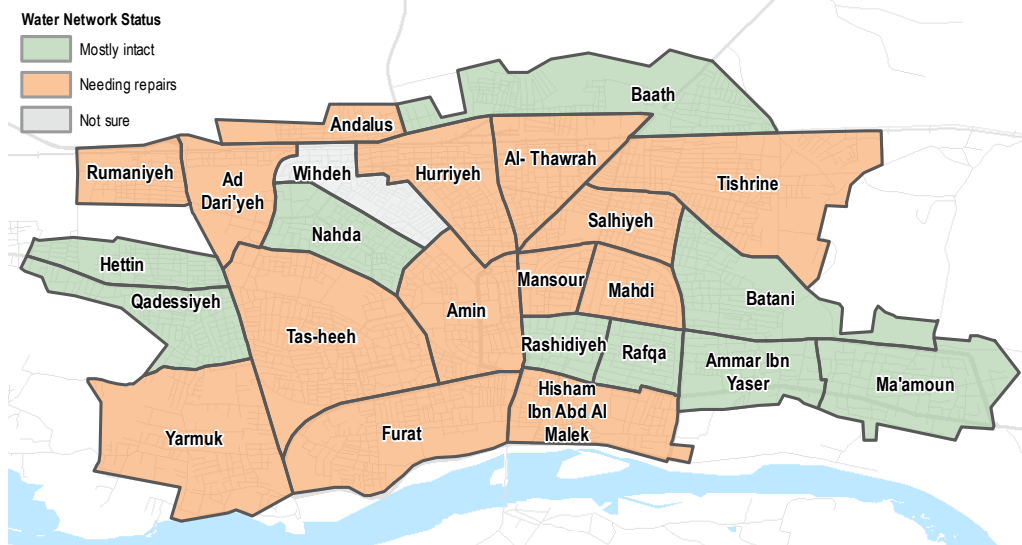 Water Network Status
Mostly intact
Needing repairs
Not sure
Baath
Andalus
Al- Thawrah
Rumaniyeh
Wihdeh
Hurriyeh
Ad
Dari'yeh
Tishrine
Salhiyeh
Nahda
Hettin
Mansour
Mahdi
Qadessiyeh
Batani
Amin
Tas-heeh
Rashidiyeh
Rafqa
Ammar Ibn
Yaser
Ma'amoun
Hisham
Ibn Abd Al
Malek
Yarmuk
Furat